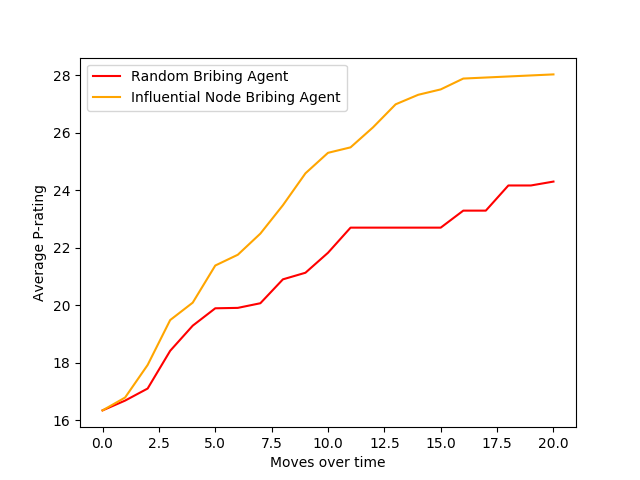 Random Bribing Agent
Influential Node Bribing Agent
28
26
24
22
20
18
16
Average P-rating
0.0 2.5 5.0 7.5 10.0 12.5 15.0 17.5 20.0
Moves over time